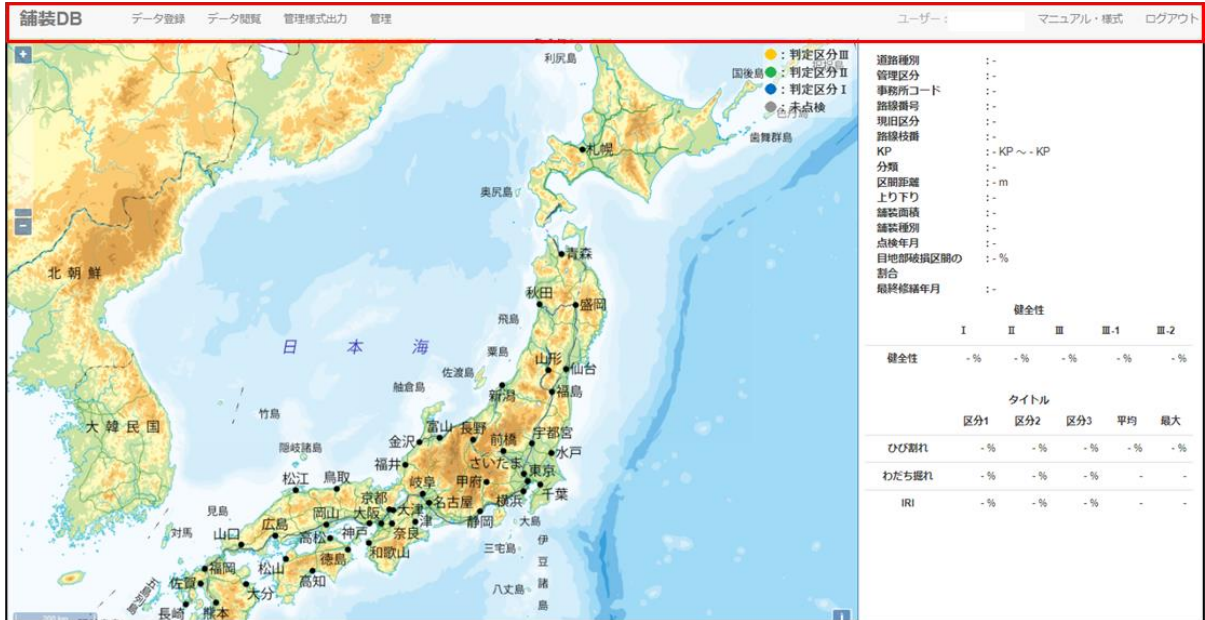 舗装DB データ登録 データ閲覧 管理様式出力 管理 ユーザー： マニュアル・様式 ログアウト
：判定区分Ⅲ
：判定区分Ⅱ
：判定区分Ⅰ
：未点検
利尻島
国後島
色丹島
歯舞群島
札幌
奥尻島
青森
北朝鮮
秋田
盛岡
飛島
日本海
粟島
山形
仙台
佐渡島
舳倉島
新潟
福島
竹島
大韓民国
富山
長野
前橋
宇都宮
金沢
水戸
隠岐諸島
福井
さいたま
東京
松江
鳥取
岐阜
甲府
千葉
京都
名古屋
横浜
見島
岡山
大阪
大津
津
静岡
大島
広島
対馬
山口
高松
神戸
奈良
伊豆諸島
三宅島
和歌山
福岡
松山
徳島
佐賀
高知
大分
八丈島
五島列島
長崎
熊本
道路種別 ：-
管理区分 ：-
事務所コード ：-
路線番号 ：-
現旧区分 ：-
路線枝番 ：-
KP ：- KP ～ - KP
分類 ：-
区間距離 ：- m
上り下り ：-
舗装面積 ：-
舗装種別 ：-
点検年月 ：-
目地部破損区間の ：- %
割合
最終修繕年月 ：-
健全性
Ⅰ Ⅱ Ⅲ Ⅲ-1 Ⅲ-2
健全性 - % - % - % - % - %
タイトル
区分1 区分2 区分3 平均 最大
ひび割れ - % - % - % - % - %
わだち掘れ - % - % - % - -
IRI - % - % - % - -